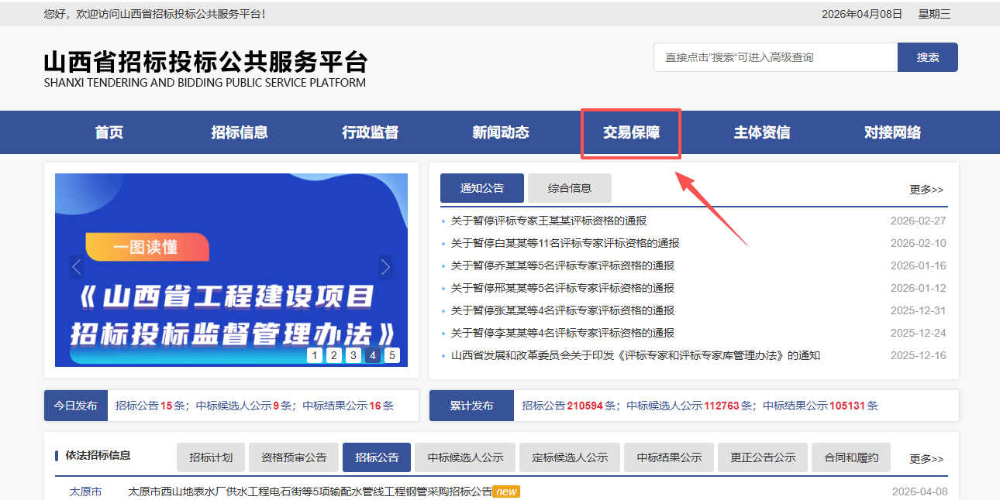 您好，欢迎访问山西省招标投标公共服务平台！ 2026年04月08日 星期三
山西省招标投标公共服务平台
SHANXI TENDERING AND BIDDING PUBLIC SERVICE PLATFORM
直接点击"搜索"可进入高级查询 搜索
首页 招标信息 行政监督 新闻动态 交易保障 主体资信 对接网络
一图读懂
《山西省工程建设项目
招标投标监督管理办法》
1 2 3 4 5
通知公告 综合信息 更多>>
关于暂停评标专家王某某评标资格的通报 2026-02-27
关于暂停白某某等11名评标专家评标资格的通报 2026-02-10
关于暂停乔某某等5名评标专家评标资格的通报 2026-01-16
关于暂停邢某某等5名评标专家评标资格的通报 2026-01-12
关于暂停张某某等4名评标专家评标资格的通报 2025-12-31
关于暂停李某某等4名评标专家评标资格的通报 2025-12-24
山西省发展和改革委员会关于印发《评标专家和评标专家库管理办法》的通知 2025-12-16
今日发布 招标公告15条；中标候选人公示9条；中标结果公示16条
累计发布 招标公告210594条；中标候选人公示112763条；中标结果公示105131条
依法招标信息 招标计划 资格预审公告 招标公告 中标候选人公示 定标候选人公示 中标结果公示 更正公告公示 合同和履约 更多>>
太原市 太原市西山地表水厂供水工程电石街等5项输配水管线工程钢管采购招标公告 new 2026-04-08